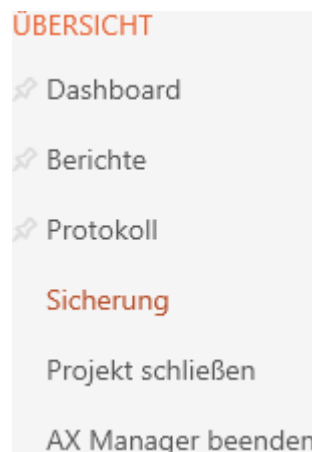 ÜBERSICHT
Dashboard
Berichte
Protokoll
Sicherung
Projekt schließen
AX Manager beenden